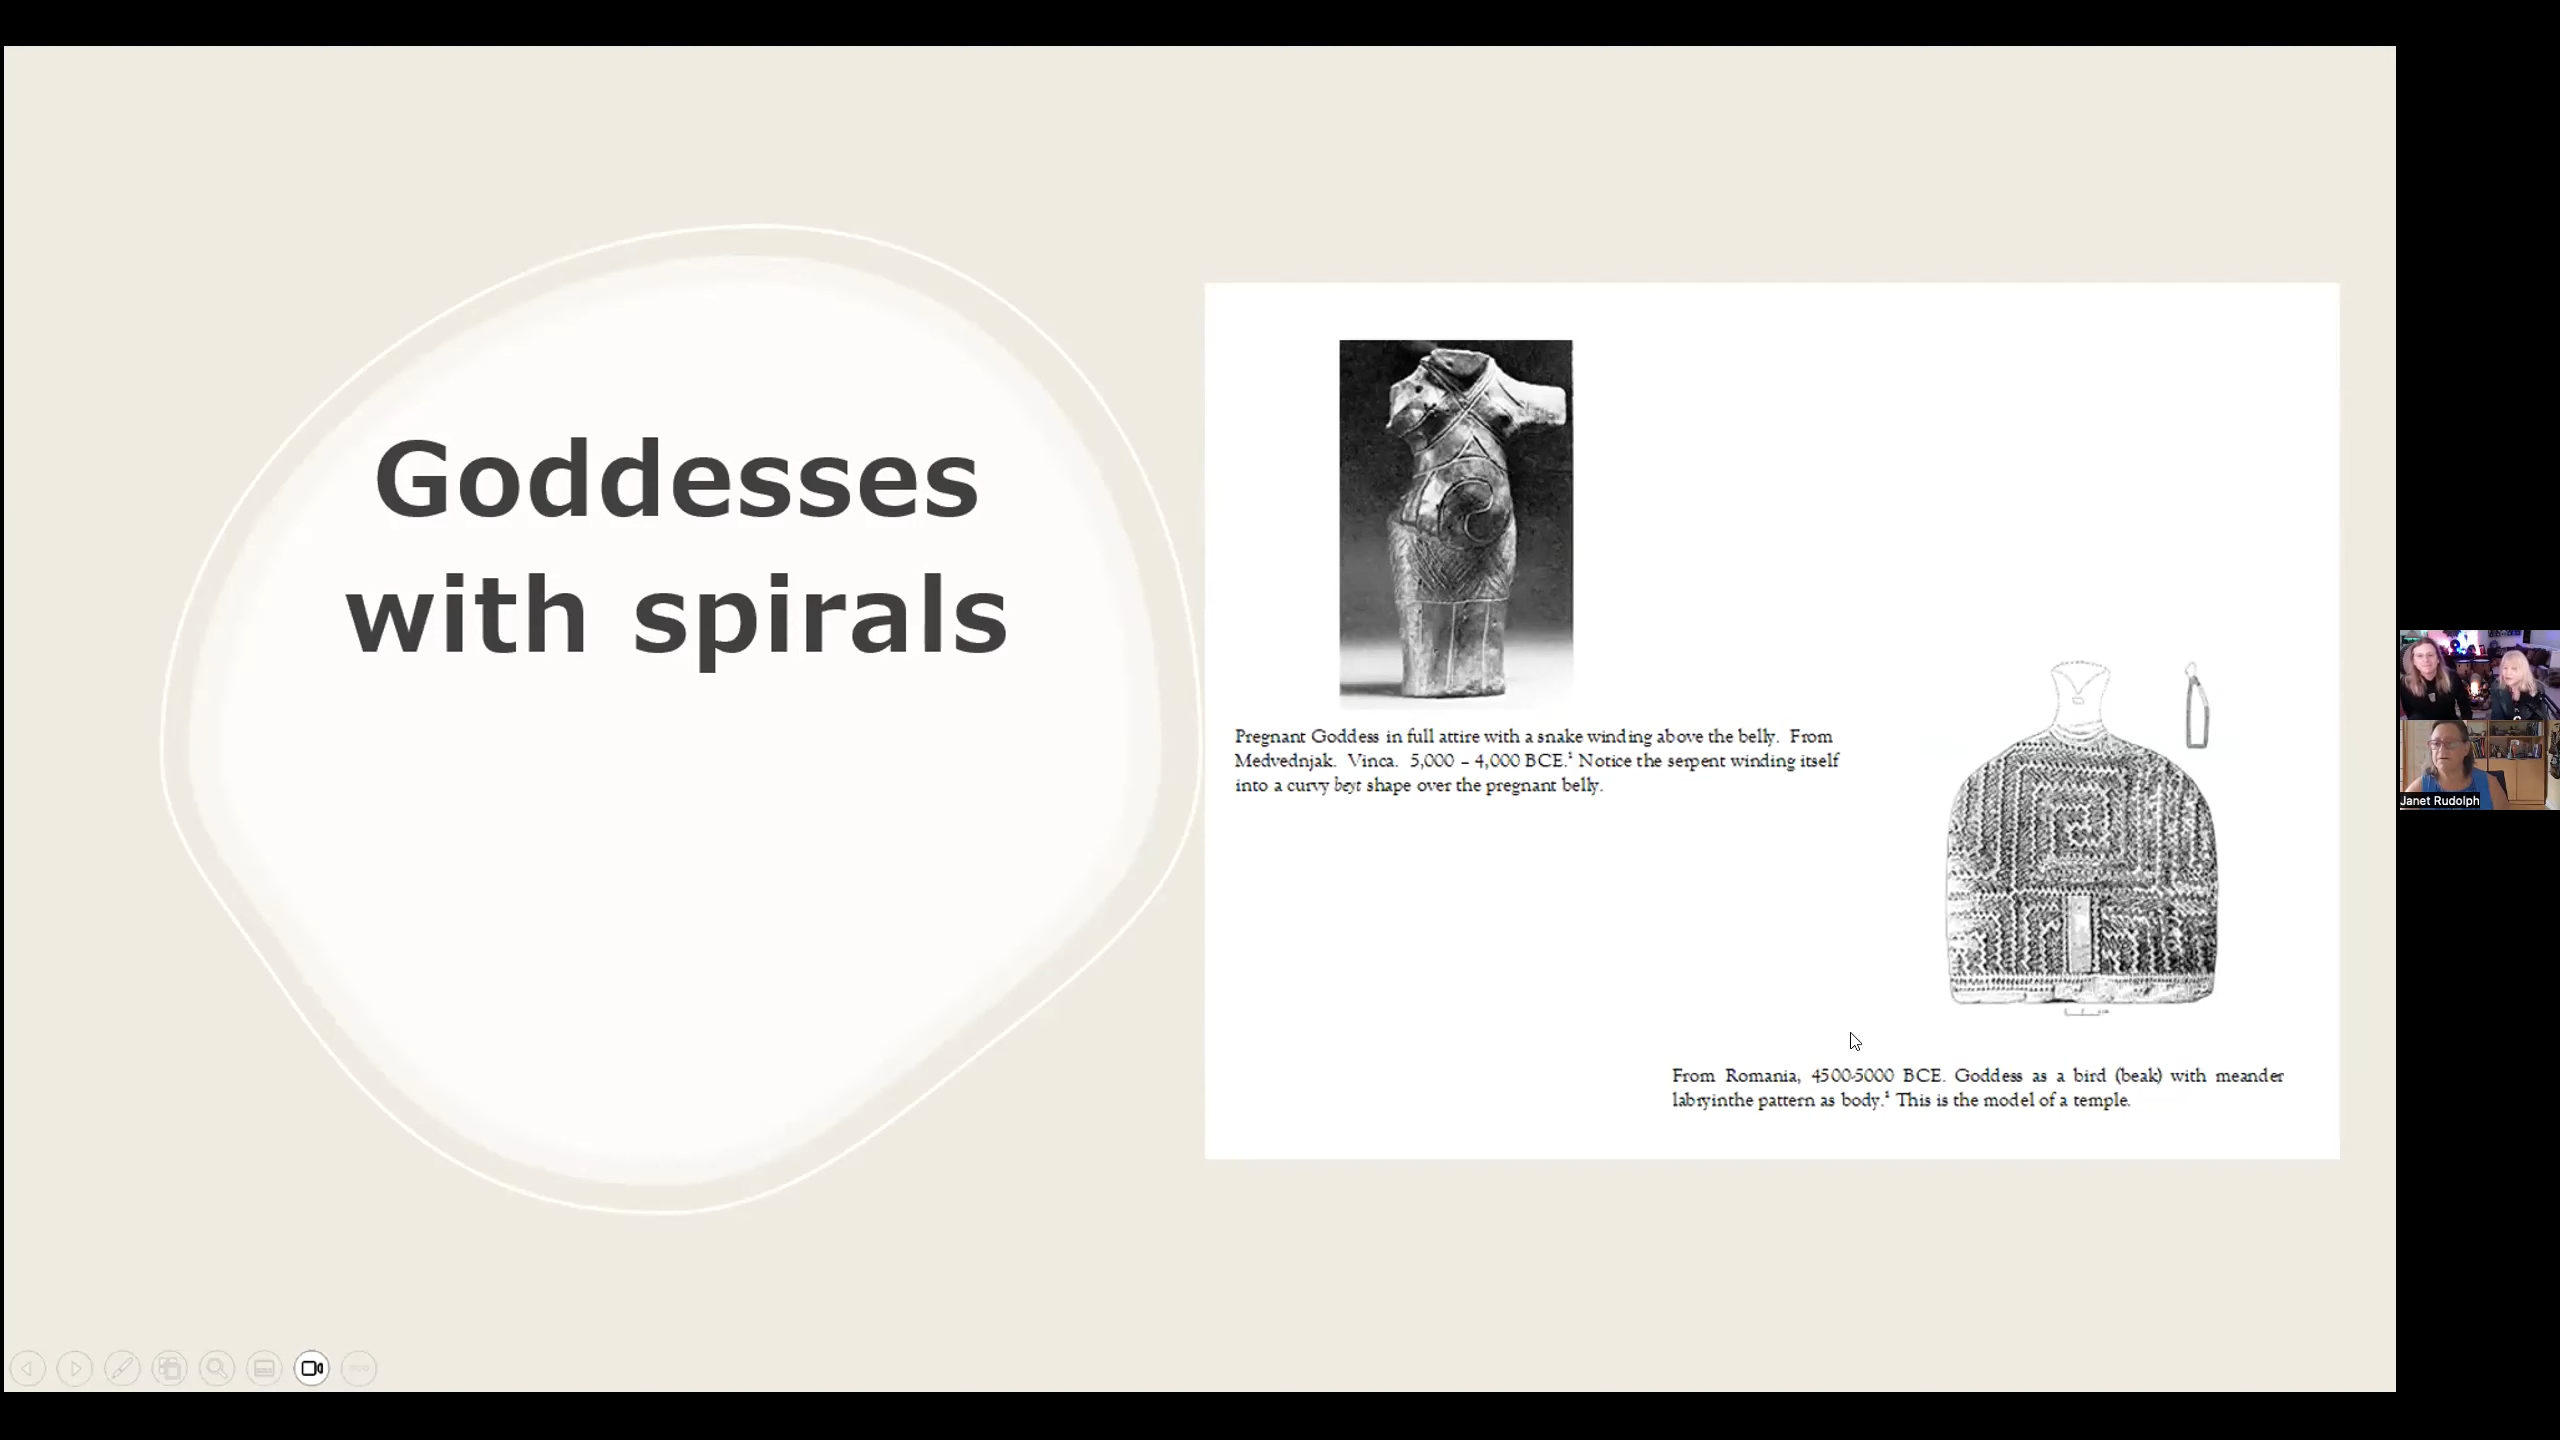 Goddesses
with spirals
Pregnant Goddess in full attire with a snake winding above the belly. From
Medvednjak. Vinca. 5,000 – 4,000 BCE.¹ Notice the serpent winding itself
into a curvy beyt shape over the pregnant belly.
From Romania, 4500-5000 BCE. Goddess as a bird (beak) with meander
labryinthe pattern as body.¹ This is the model of a temple.
Janet Rudolph